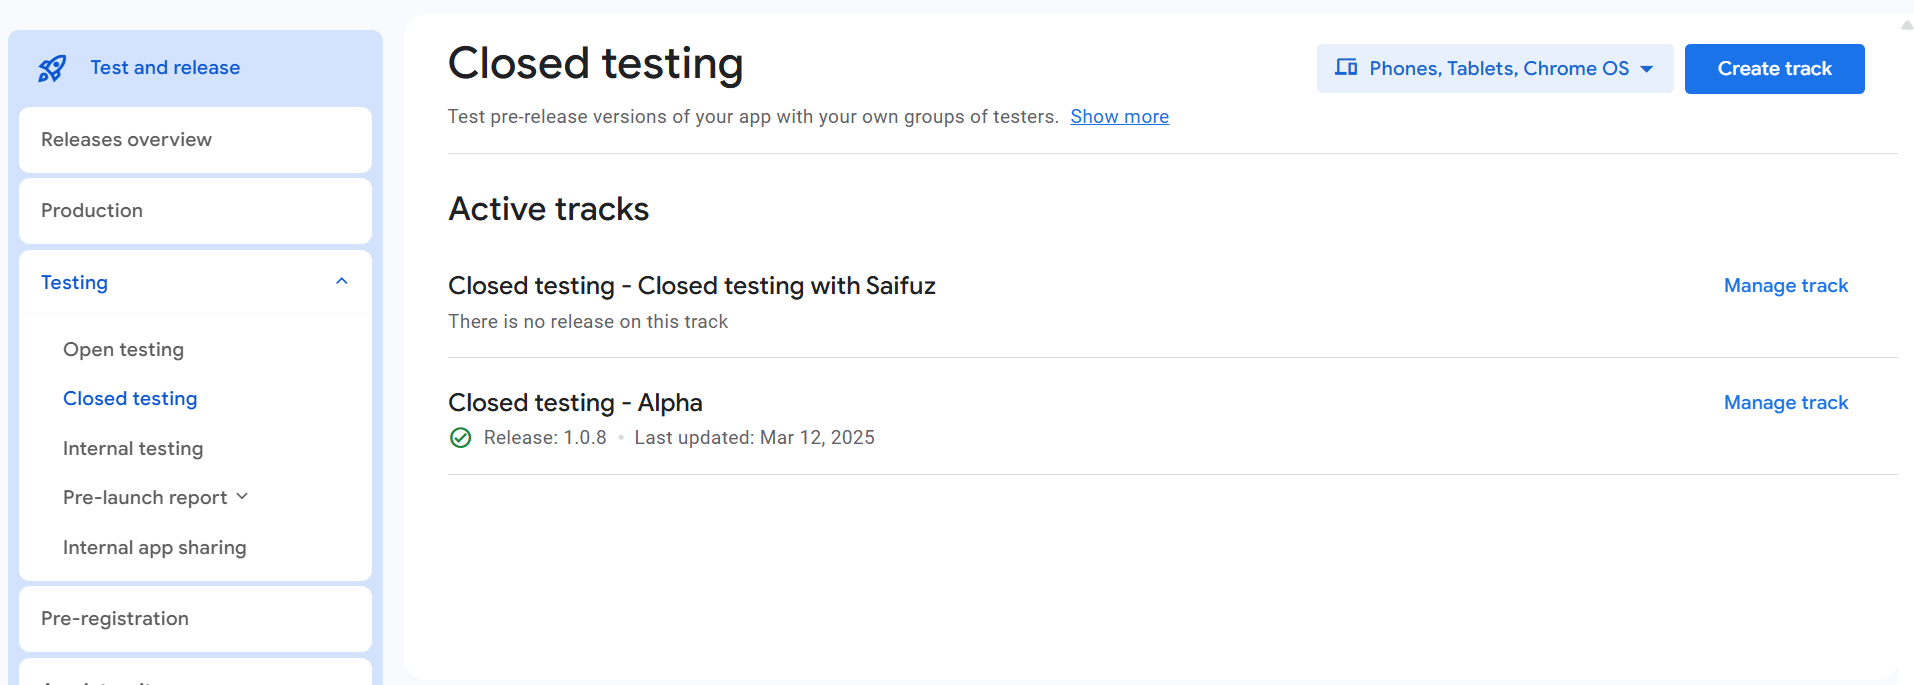 Test and release
Releases overview
Production
Testing
Open testing
Closed testing
Internal testing
Pre-launch report
Internal app sharing
Pre-registration
Closed testing
Phones, Tablets, Chrome OS
Create track
Test pre-release versions of your app with your own groups of testers. Show more
Active tracks
Closed testing - Closed testing with Saifuz
Manage track
There is no release on this track
Closed testing - Alpha
Manage track
Release: 1.0.8 • Last updated: Mar 12, 2025